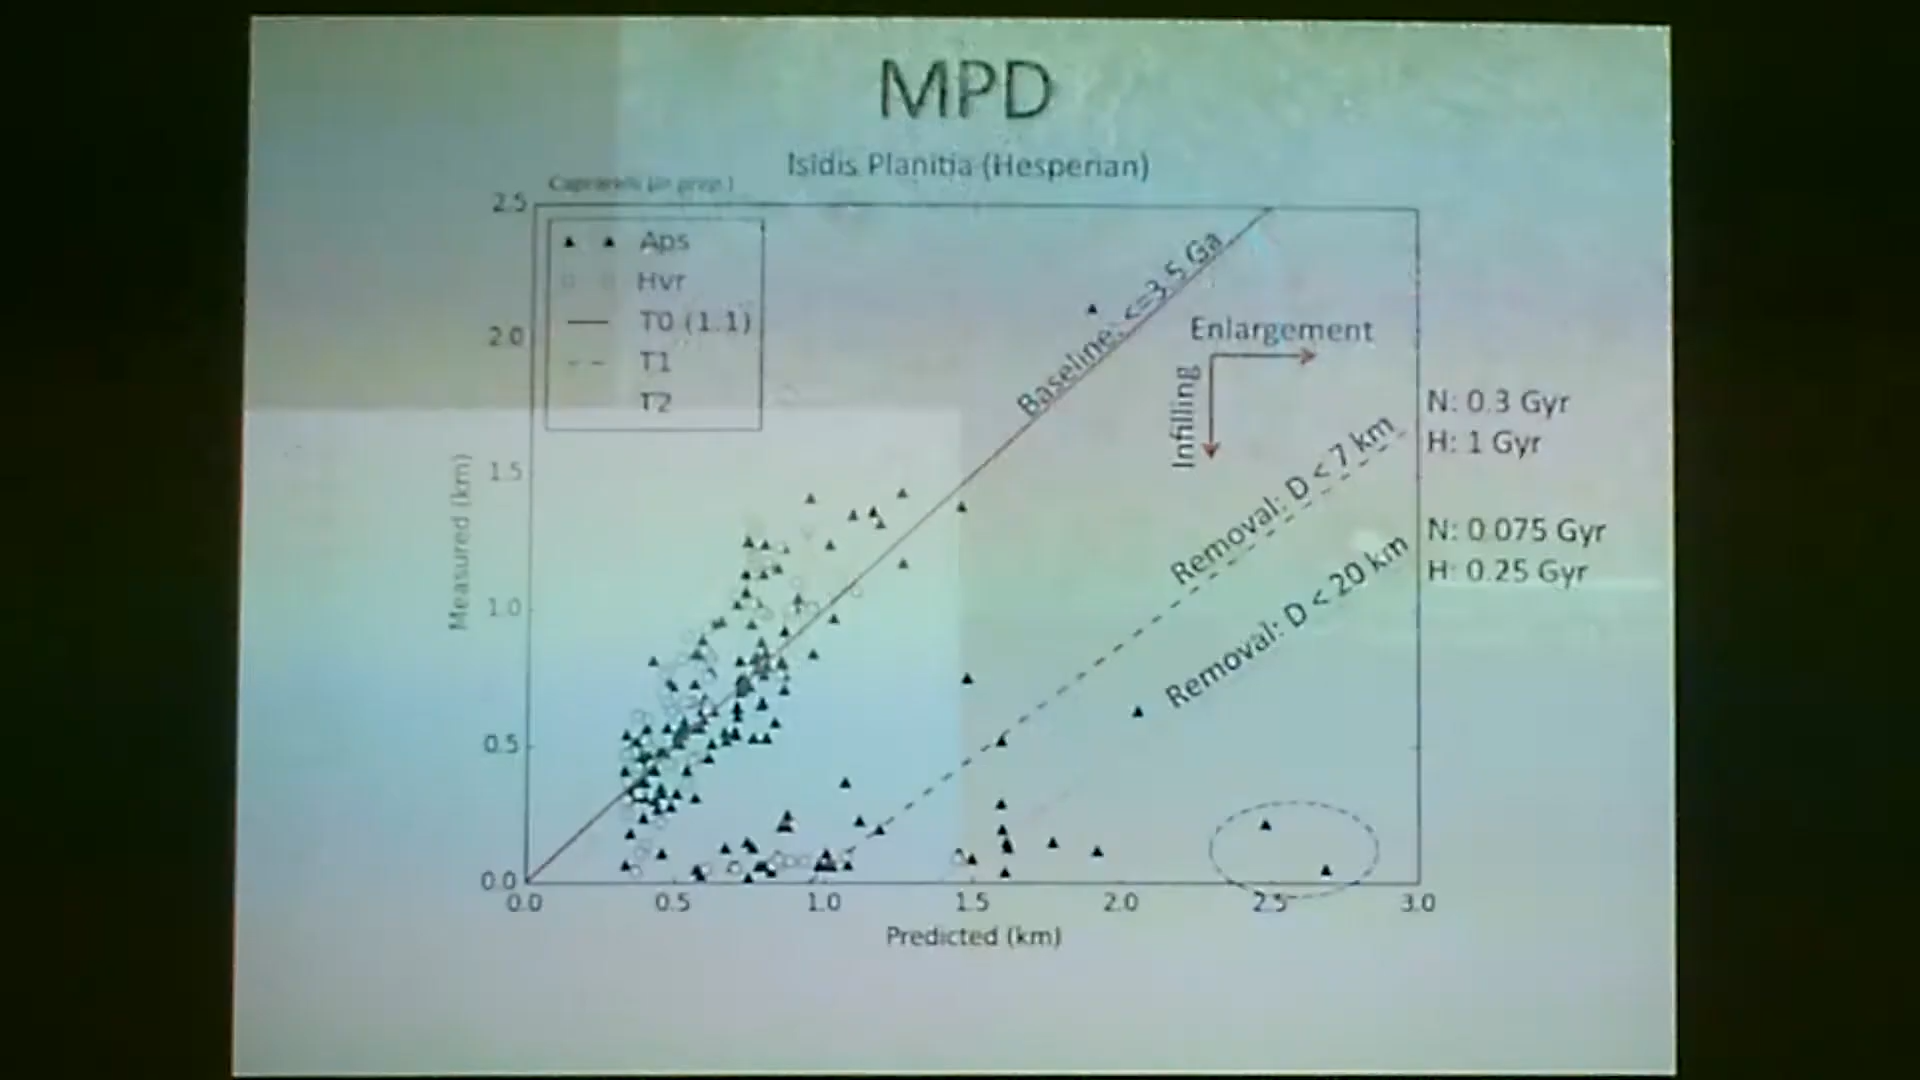 MPD
Isidis Planitia (Hesperian)
(in prep.)
2.5
2.0
1.5
1.0
0.5
0.0
Measured (km)
Aps
Hvr
T0 (1:1)
T1
T2
Baseline: <=3.5 Ga
Enlargement
Infilling
Removal: D < 7 km
Removal: D < 20 km
N: 0.3 Gyr
H: 1 Gyr
N: 0.075 Gyr
H: 0.25 Gyr
0.0 0.5 1.0 1.5 2.0 2.5 3.0
Predicted (km)